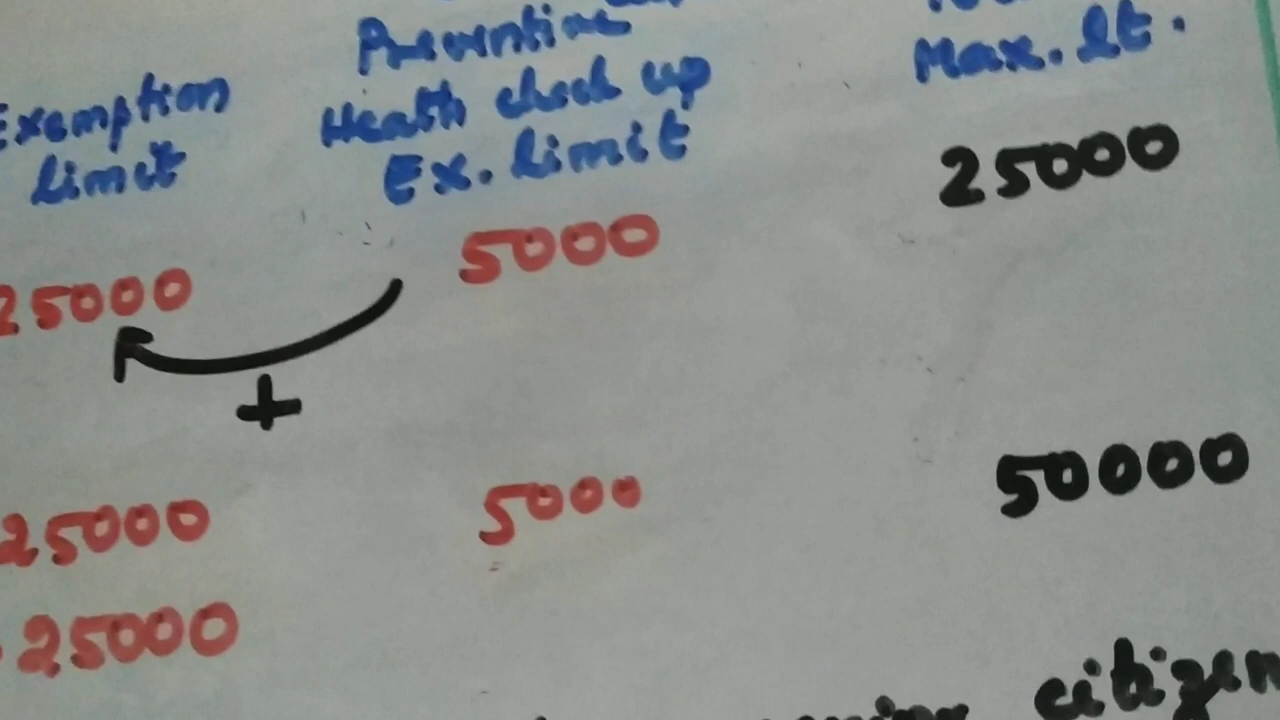 Preventive
Exemption Health check up Max. lt.
limit Ex. limit
25000 5000 25000
+
25000 5000 50000
25000
citizen